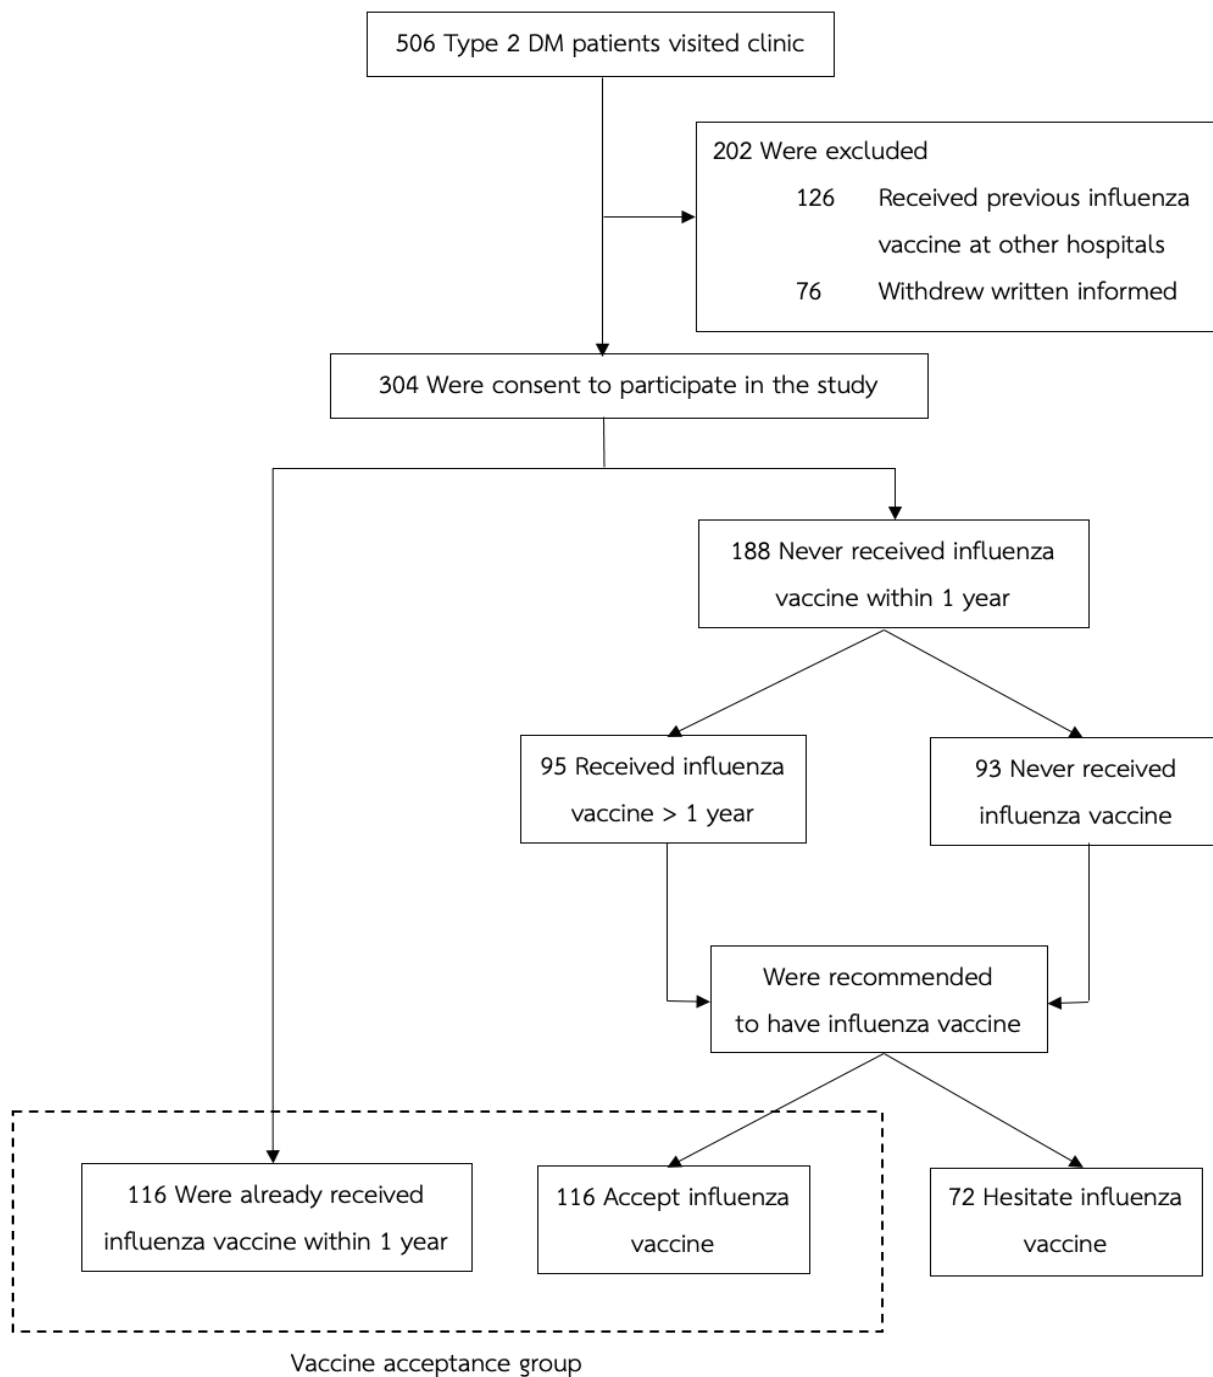 506 Type 2 DM patients visited clinic
202 Were excluded
126 Received previous influenza
vaccine at other hospitals
76 Withdrew written informed
304 Were consent to participate in the study
188 Never received influenza
vaccine within 1 year
95 Received influenza
vaccine > 1 year
93 Never received
influenza vaccine
Were recommended
to have influenza vaccine
116 Were already received
influenza vaccine within 1 year
116 Accept influenza
vaccine
72 Hesitate influenza
vaccine
Vaccine acceptance group